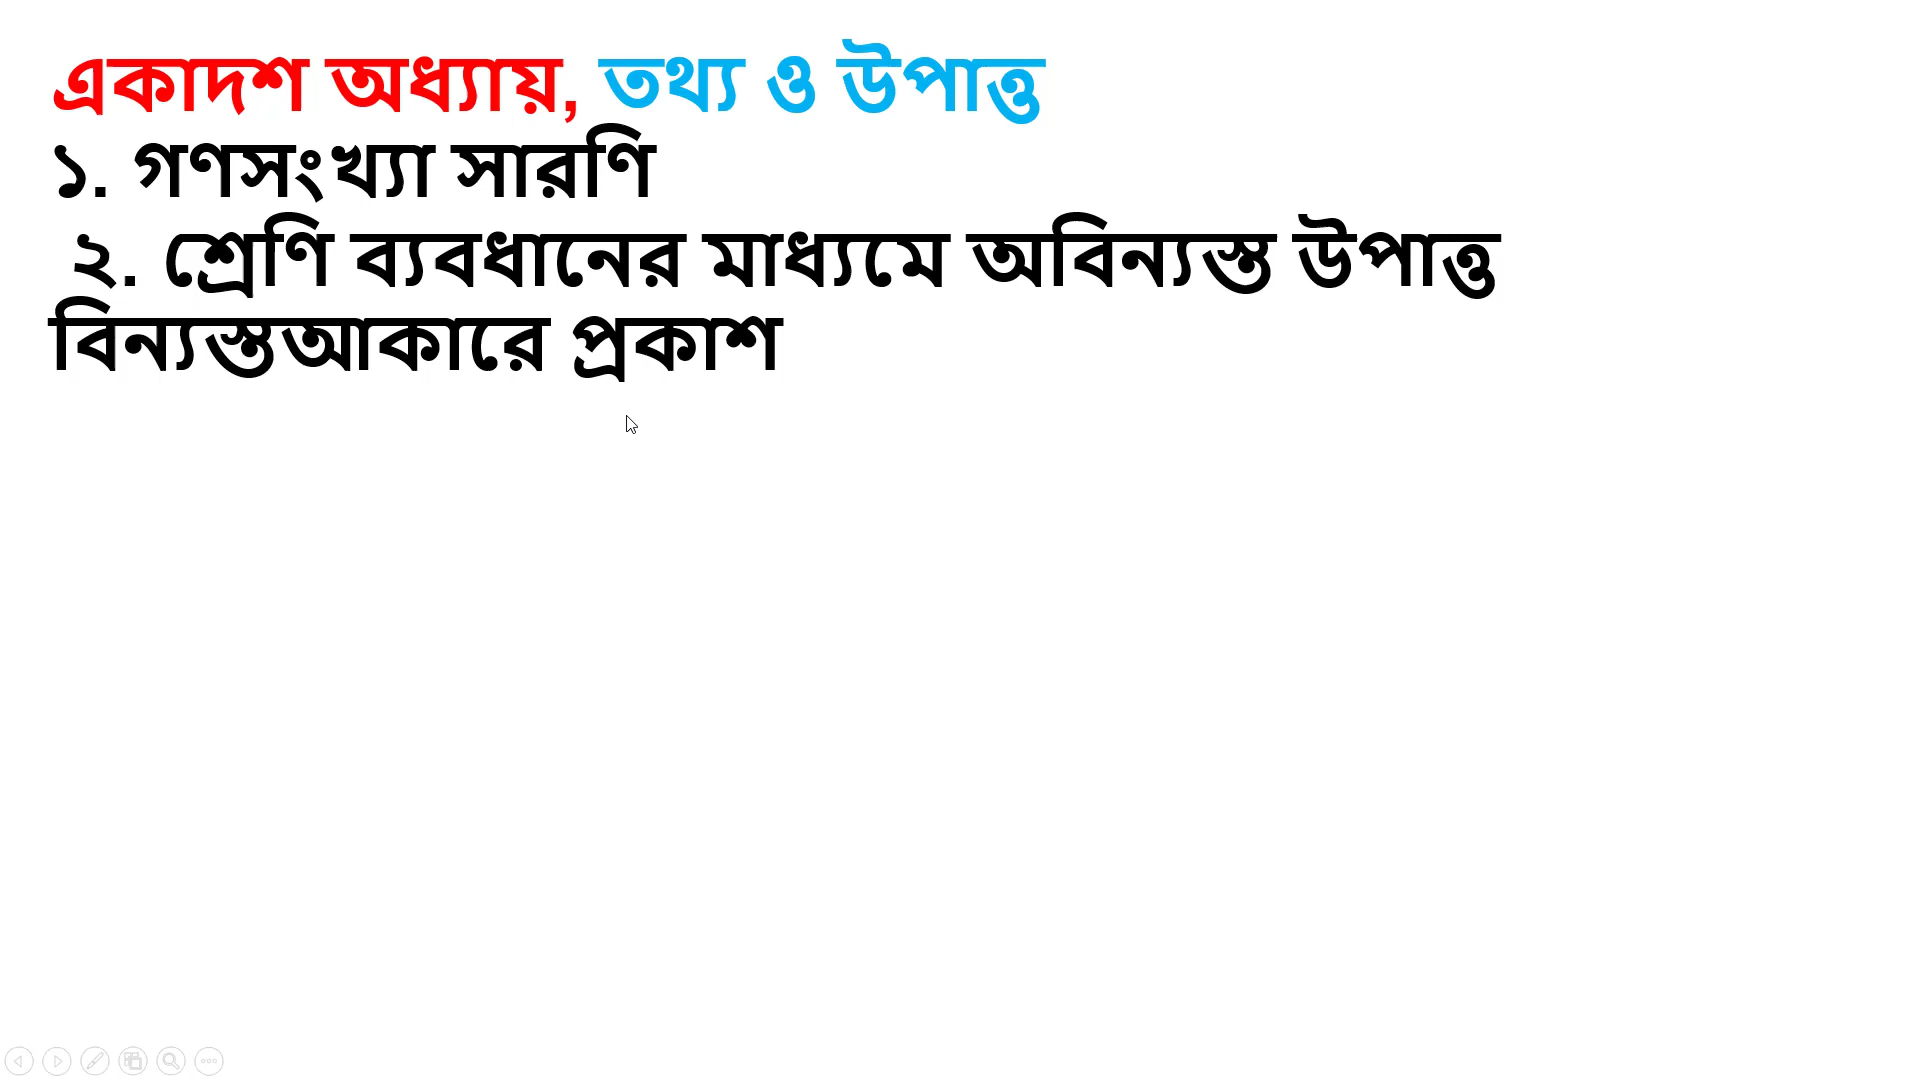 একাদশ অধ্যায়, তথ্য ও উপাত্ত
১. গণসংখ্যা সারণি
২. শ্রেণি ব্যবধানের মাধ্যমে অবিন্যস্ত উপাত্ত
বিন্যস্তআকারে প্রকাশ